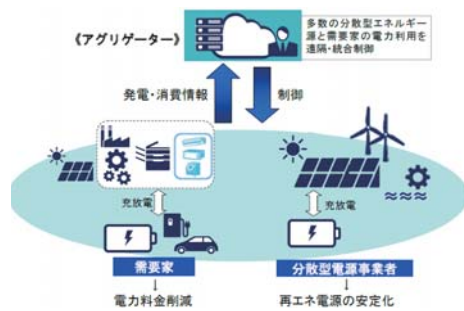 《アグリゲーター》
多数の分散型エネルギー
源と需要家の電力利用を
遠隔・統合制御
発電・消費情報
制御
充放電
充放電
需要家
分散型電源事業者
↓
↓
電力料金削減
再エネ電源の安定化